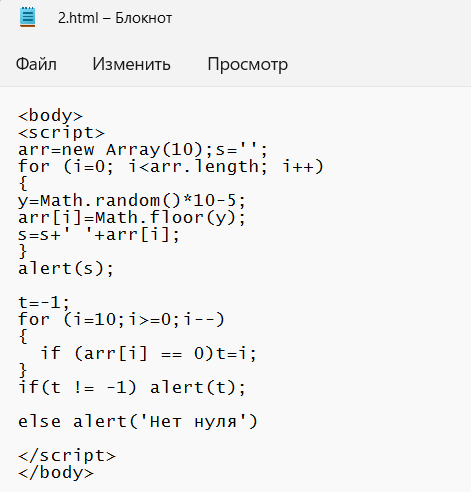 2.html – Блокнот
Файл Изменить Просмотр
<body>
<script>
arr=new Array(10);s='';
for (i=0; i<arr.length; i++)
{
y=Math.random()*10-5;
arr[i]=Math.floor(y);
s=s+' '+arr[i];
}
alert(s);
t=-1;
for (i=10;i>=0;i--)
{
  if (arr[i] == 0)t=i;
}
if(t != -1) alert(t);
else alert('Нет нуля')
</script>
</body>